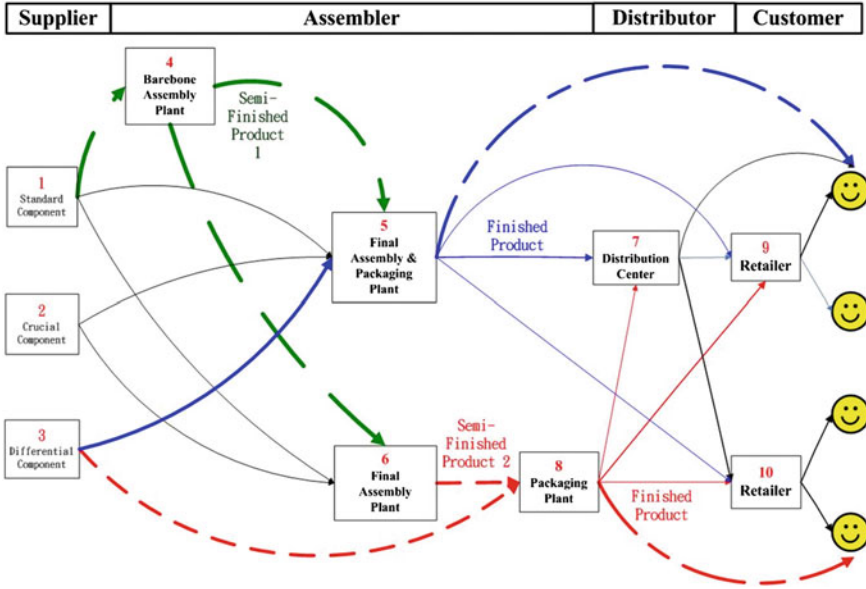 Supplier
Assembler
Distributor
Customer
4
Barebone
Assembly
Plant
Semi-
Finished
Product
1
1
Standard
Component
5
Final
Assembly &
Packaging
Plant
Finished
Product
7
Distribution
Center
9
Retailer
2
Crucial
Component
3
Differential
Component
6
Final
Assembly
Plant
Semi-
Finished
Product 2
8
Packaging
Plant
Finished
Product
10
Retailer